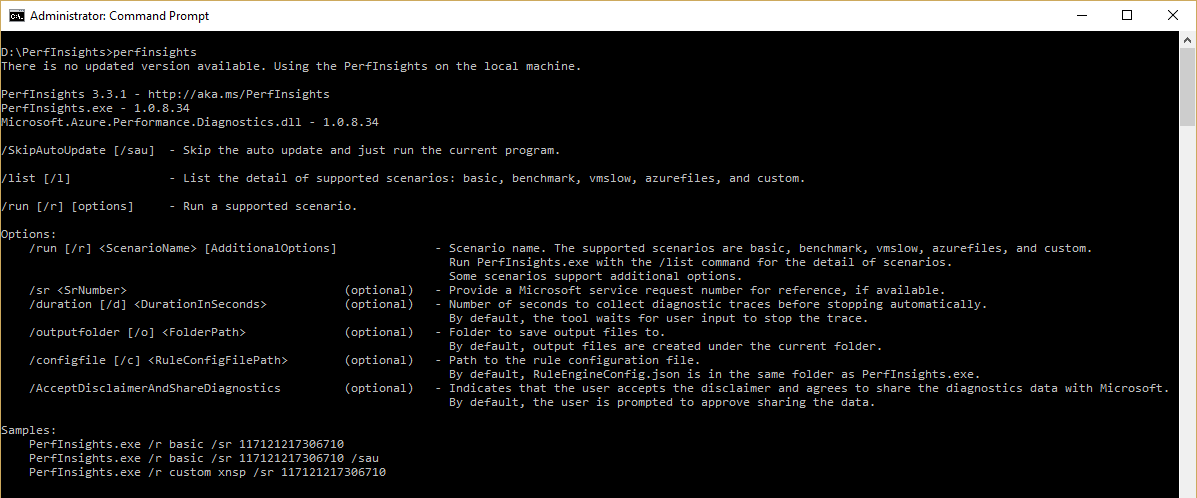 Administrator: Command Prompt
D:\PerfInsights>perfinsights
There is no updated version available. Using the PerfInsights on the local machine.
PerfInsights 3.3.1 - http://aka.ms/PerfInsights
PerfInsights.exe - 1.0.8.34
Microsoft.Azure.Performance.Diagnostics.dll - 1.0.8.34
/SkipAutoUpdate [/sau]  - Skip the auto update and just run the current program.
/list [/l]              - List the detail of supported scenarios: basic, benchmark, vmslow, azurefiles, and custom.
/run [/r] [options]     - Run a supported scenario.
Options:
    /run [/r] <ScenarioName> [AdditionalOptions]              - Scenario name. The supported scenarios are basic, benchmark, vmslow, azurefiles, and custom.
                                                                Run PerfInsights.exe with the /list command for the detail of scenarios.
                                                                Some scenarios support additional options.
    /sr <SrNumber>                               (optional)   - Provide a Microsoft service request number for reference, if available.
    /duration [/d] <DurationInSeconds>           (optional)   - Number of seconds to collect diagnostic traces before stopping automatically.
                                                                By default, the tool waits for user input to stop the trace.
    /outputfolder [/o] <FolderPath>              (optional)   - Folder to save output files to.
                                                                By default, output files are created under the current folder.
    /configfile [/c] <RuleConfigFilePath>        (optional)   - Path to the rule configuration file.
                                                                By default, RuleEngineConfig.json is in the same folder as PerfInsights.exe.
    /AcceptDisclaimerAndShareDiagnostics         (optional)   - Indicates that the user accepts the disclaimer and agrees to share the diagnostics data with Microsoft.
                                                                By default, the user is prompted to approve sharing the data.
Samples:
    PerfInsights.exe /r basic /sr 117121217306710
    PerfInsights.exe /r basic /sr 117121217306710 /sau
    PerfInsights.exe /r custom xnsp /sr 117121217306710